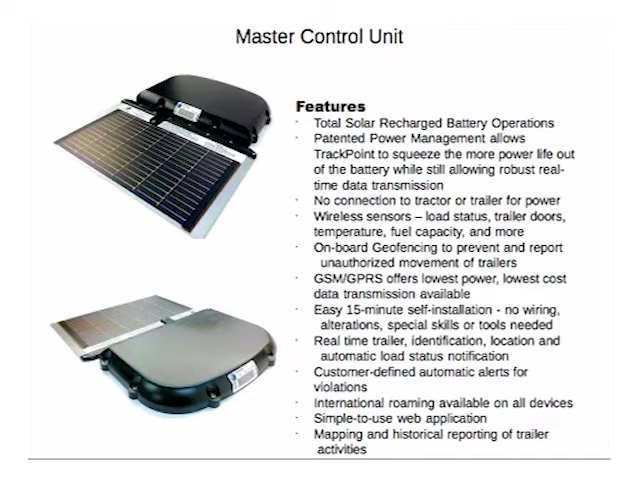 Master Control Unit
Features
· Total Solar Recharged Battery Operations
· Patented Power Management allows
TrackPoint to squeeze the more power life out
of the battery while still allowing robust real-
time data transmission
· No connection to tractor or trailer for power
· Wireless sensors – load status, trailer doors,
temperature, fuel capacity, and more
· On-board Geofencing to prevent and report
unauthorized movement of trailers
· GSM/GPRS offers lowest power, lowest cost
data transmission available
· Easy 15-minute self-installation - no wiring,
alterations, special skills or tools needed
· Real time trailer, identification, location and
automatic load status notification
· Customer-defined automatic alerts for
violations
· International roaming available on all devices
· Simple-to-use web application
· Mapping and historical reporting of trailer
activities